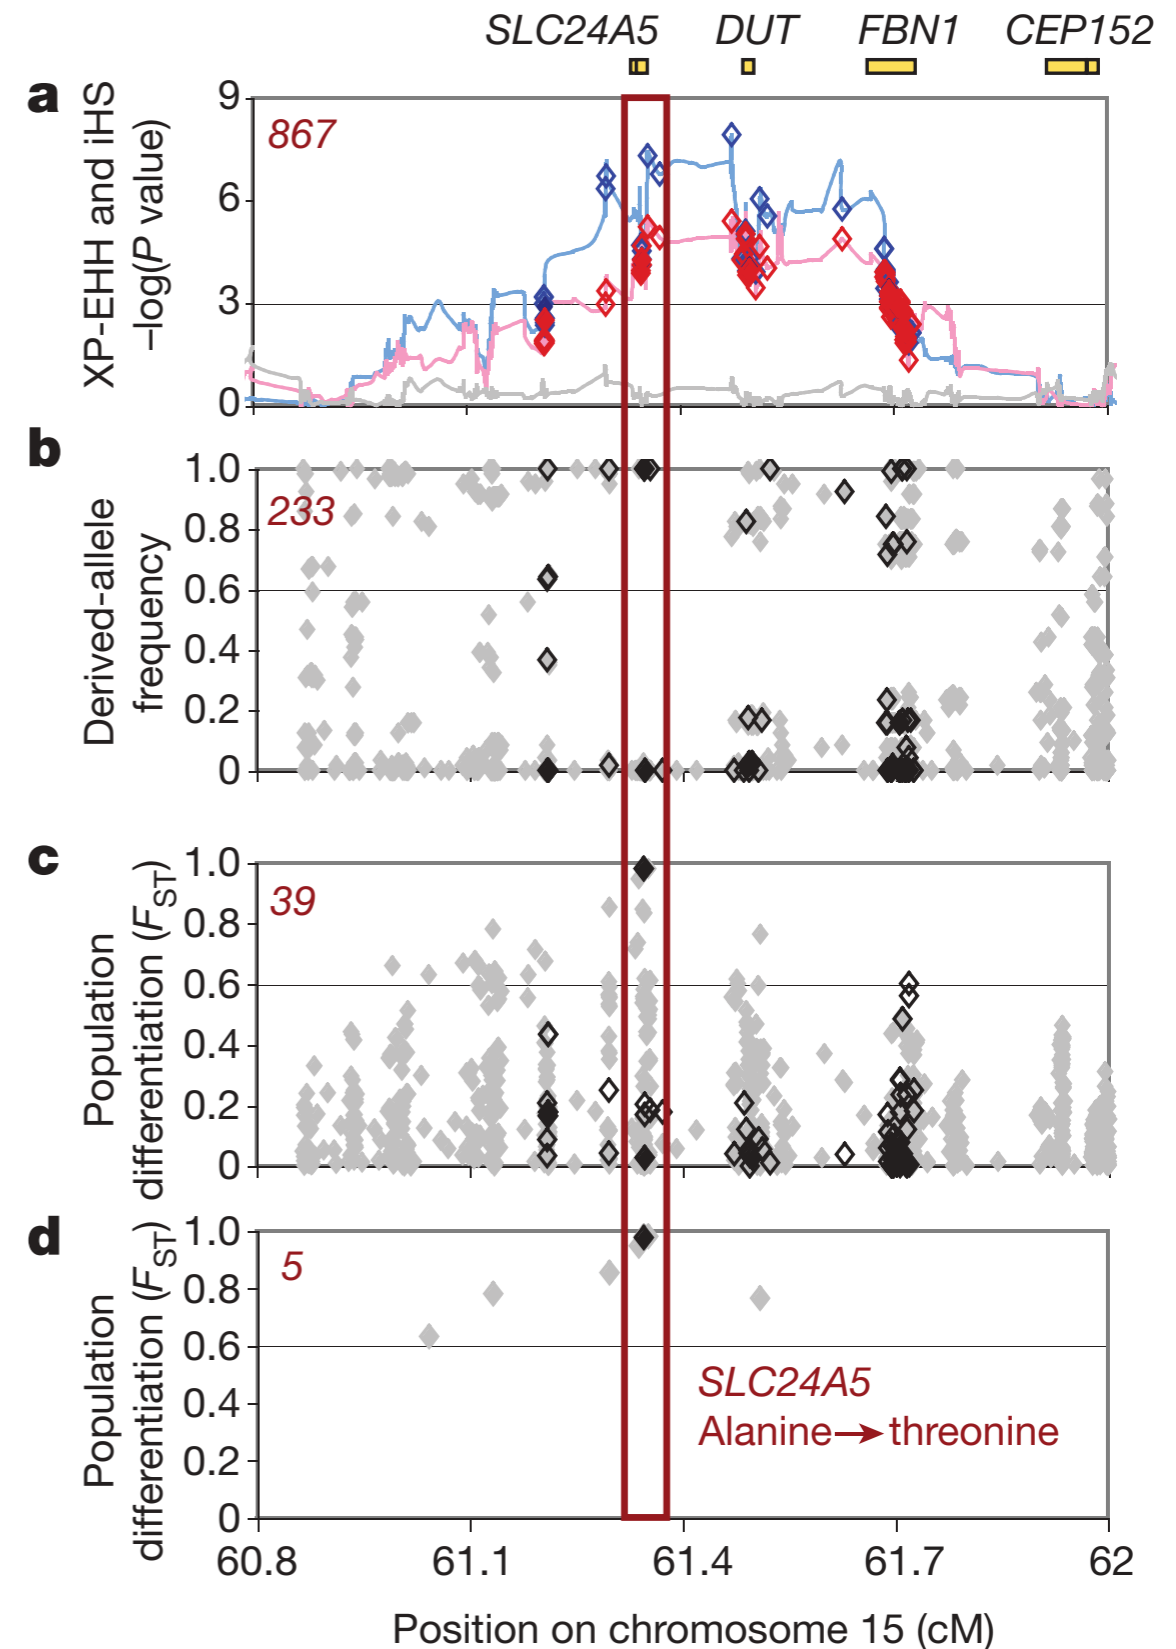 SLC24A5 DUT FBN1 CEP152
a
XP-EHH and iHS
–log(P value)
9
6
3
0
867
b
Derived-allele
frequency
1.0
0.8
0.6
0.4
0.2
0
233
c
Population
differentiation (FST)
1.0
0.8
0.6
0.4
0.2
0
39
d
Population
differentiation (FST)
1.0
0.8
0.6
0.4
0.2
0
5
SLC24A5
Alanine→threonine
60.8 61.1 61.4 61.7 62
Position on chromosome 15 (cM)